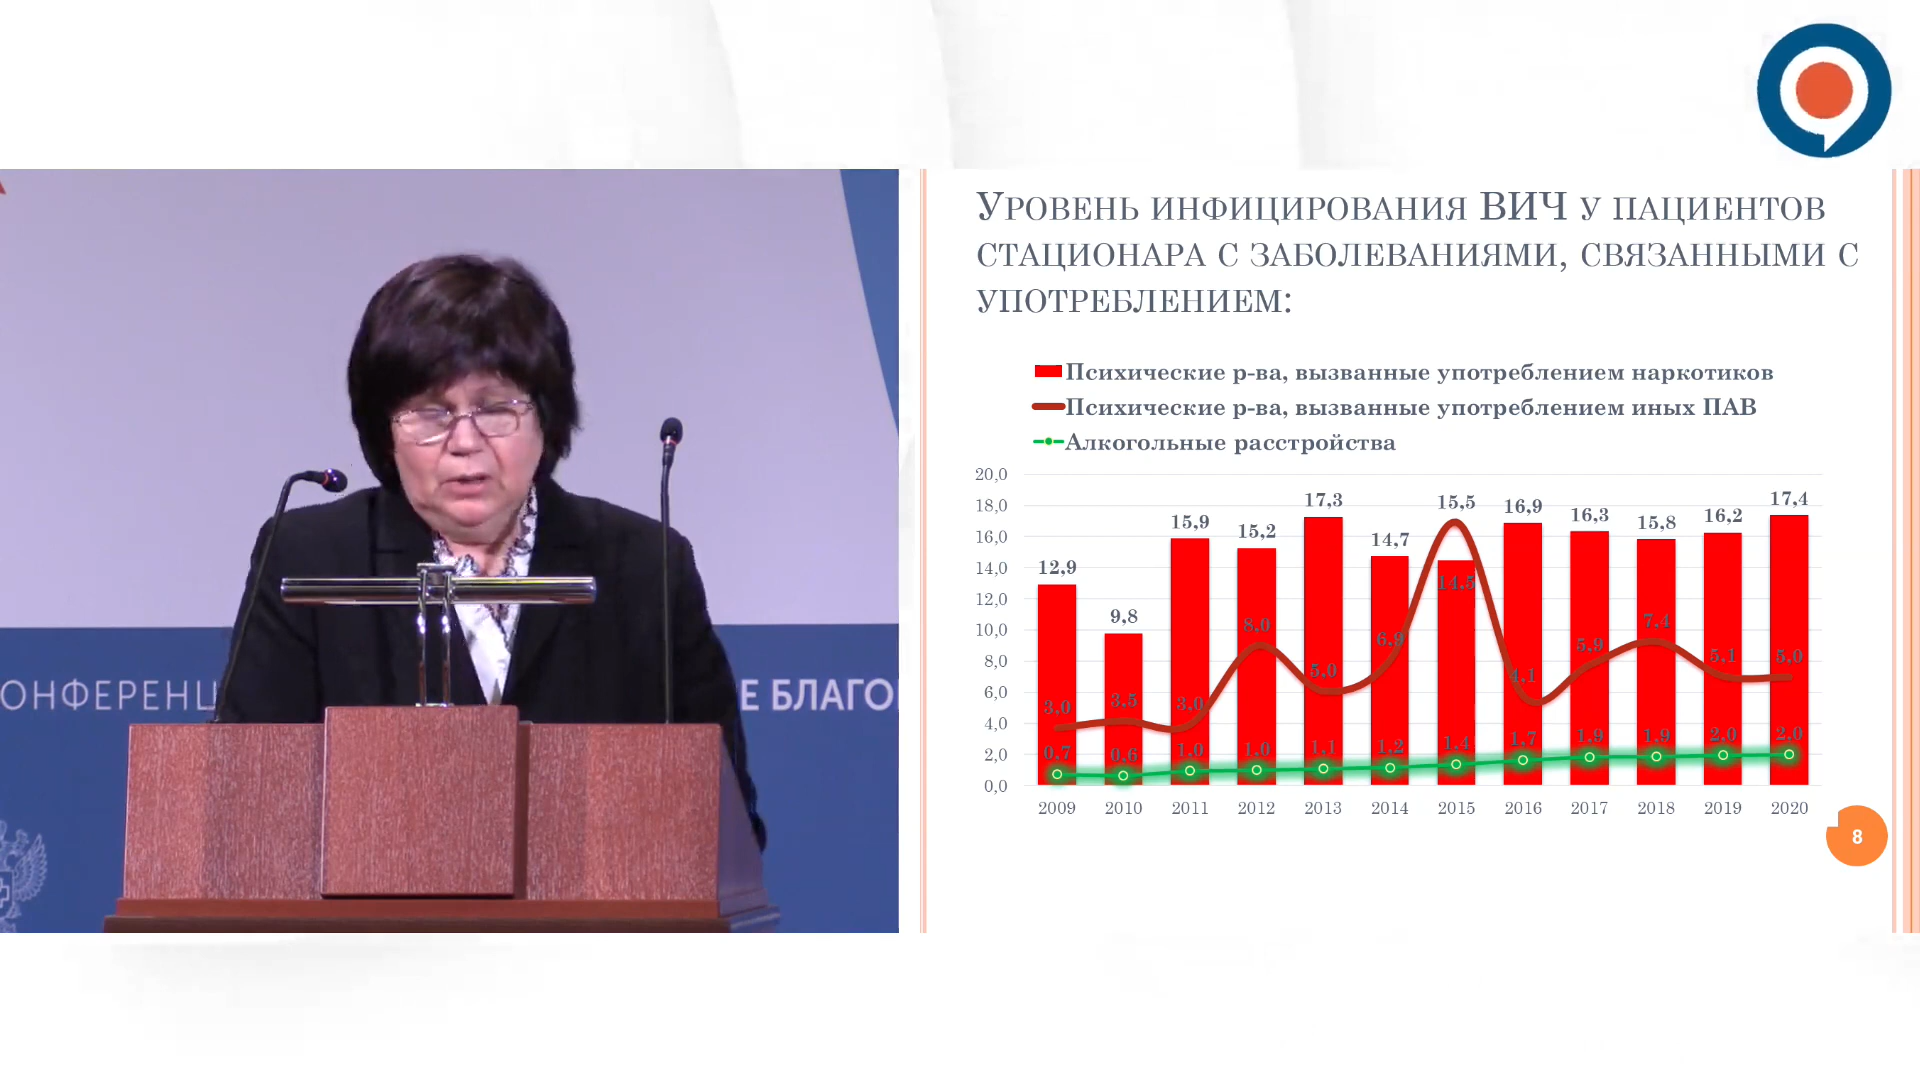 ОНФЕРЕНЦ
Е БЛАГО
Уровень инфицирования ВИЧ у пациентов
стационара с заболеваниями, связанными с
употреблением:
Психические р-ва, вызванные употреблением наркотиков
Психические р-ва, вызванные употреблением иных ПАВ
Алкогольные расстройства
20,0
18,0
16,0
14,0
12,0
10,0
8,0
6,0
4,0
2,0
0,0
12,9 9,8 15,9 15,2 17,3 14,7 14,5 16,9 16,3 15,8 16,2 17,4
3,0 3,5 3,0 8,0 5,0 6,9 15,5 4,1 5,9 7,4 5,1 5,0
0,7 0,6 1,0 1,0 1,1 1,2 1,4 1,7 1,9 1,9 2,0 2,0
2009 2010 2011 2012 2013 2014 2015 2016 2017 2018 2019 2020
8